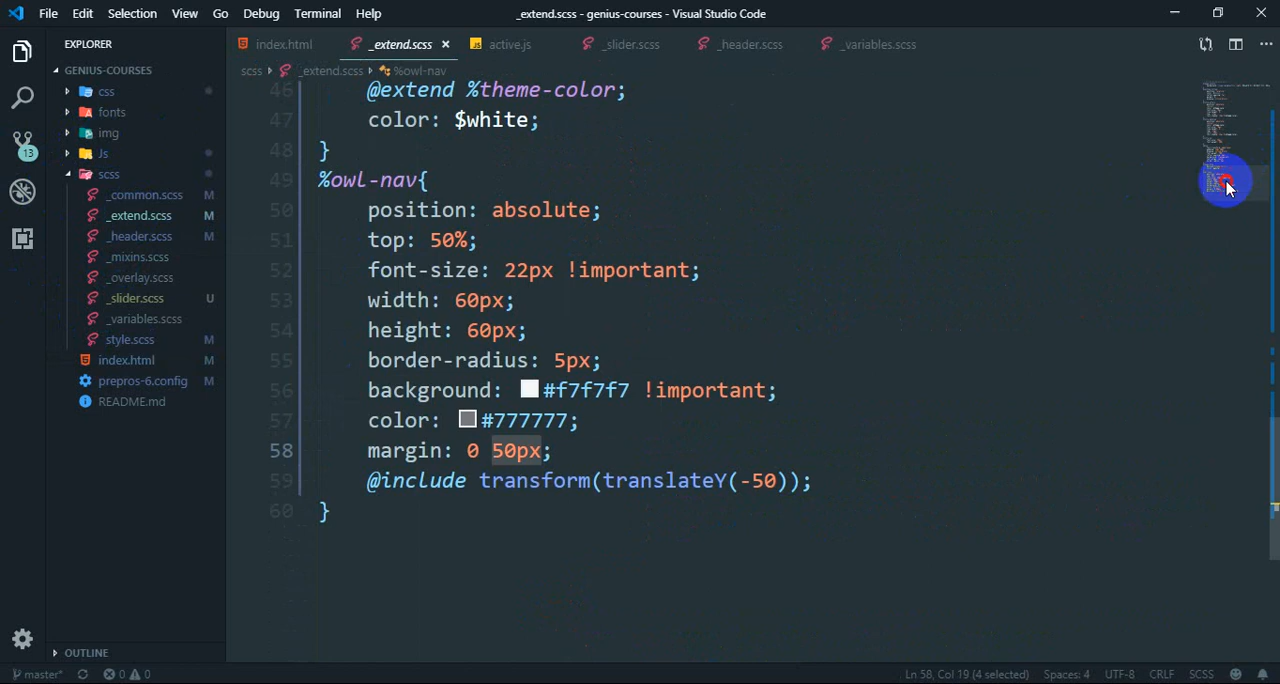 File Edit Selection View Go Debug Terminal Help
_extend.scss - genius-courses - Visual Studio Code
EXPLORER
index.html
_extend.scss ×
JS active.js
_slider.scss
_header.scss
_variables.scss
GENIUS-COURSES
scss _extend.scss %owl-nav
css
fonts
img
Js
scss
_common.scss M
_extend.scss M
_header.scss M
_mixins.scss
_overlay.scss
_slider.scss U
_variables.scss
style.scss M
index.html M
prepros-6.config M
README.md
13
46 @extend %theme-color;
47 color: $white;
48 }
49 %owl-nav{
50 position: absolute;
51 top: 50%;
52 font-size: 22px !important;
53 width: 60px;
54 height: 60px;
55 border-radius: 5px;
56 background: #f7f7f7 !important;
57 color: #777777;
58 margin: 0 50px;
59 @include transform(translateY(-50));
60 }
OUTLINE
master* 0 0
Ln 58, Col 19 (4 selected) Spaces: 4 UTF-8 CRLF SCSS